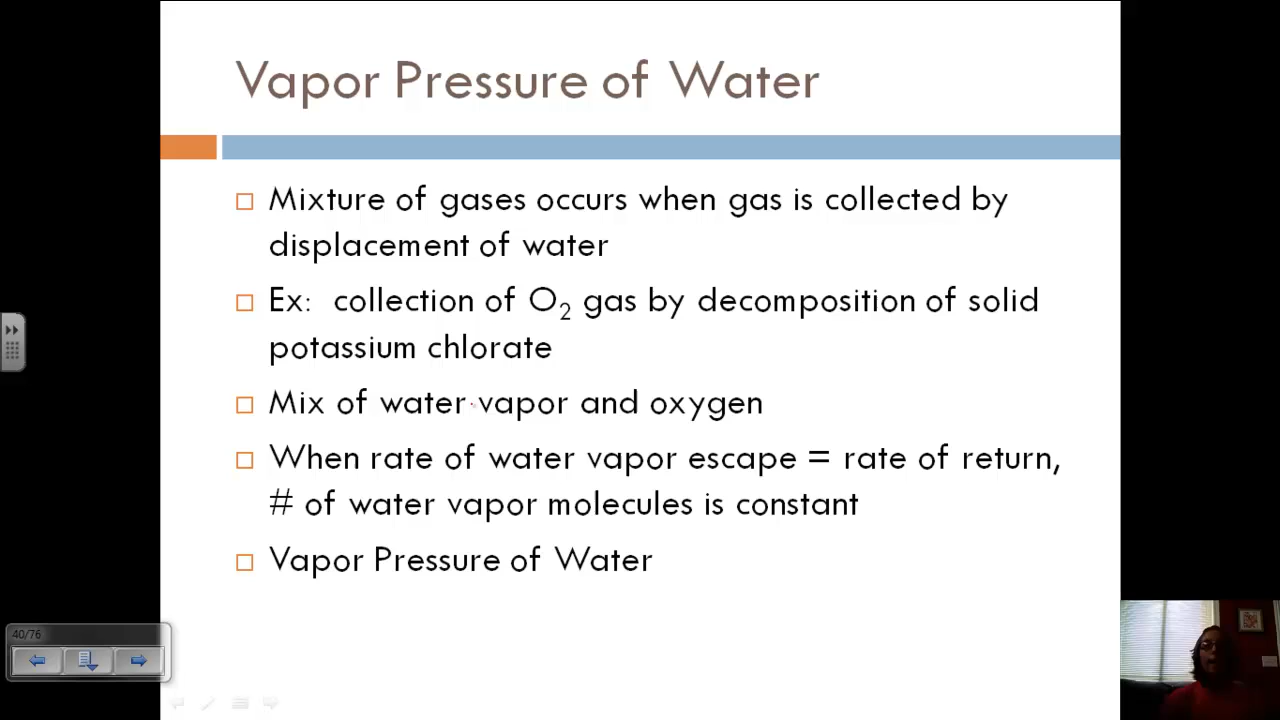 Vapor Pressure of Water
Mixture of gases occurs when gas is collected by
displacement of water
Ex: collection of O₂ gas by decomposition of solid
potassium chlorate
Mix of water vapor and oxygen
When rate of water vapor escape = rate of return,
# of water vapor molecules is constant
Vapor Pressure of Water
40/76